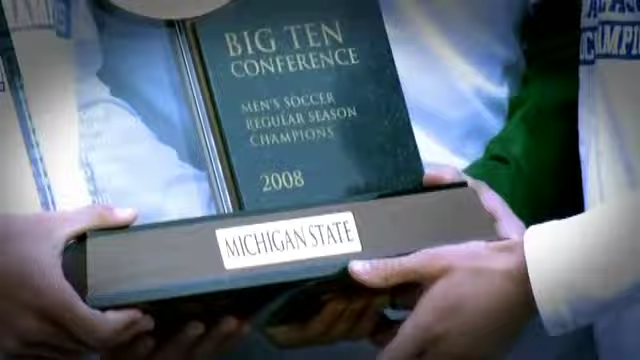 BIG TEN
CONFERENCE
MEN'S SOCCER
REGULAR SEASON
CHAMPIONS
2008
MICHIGAN STATE